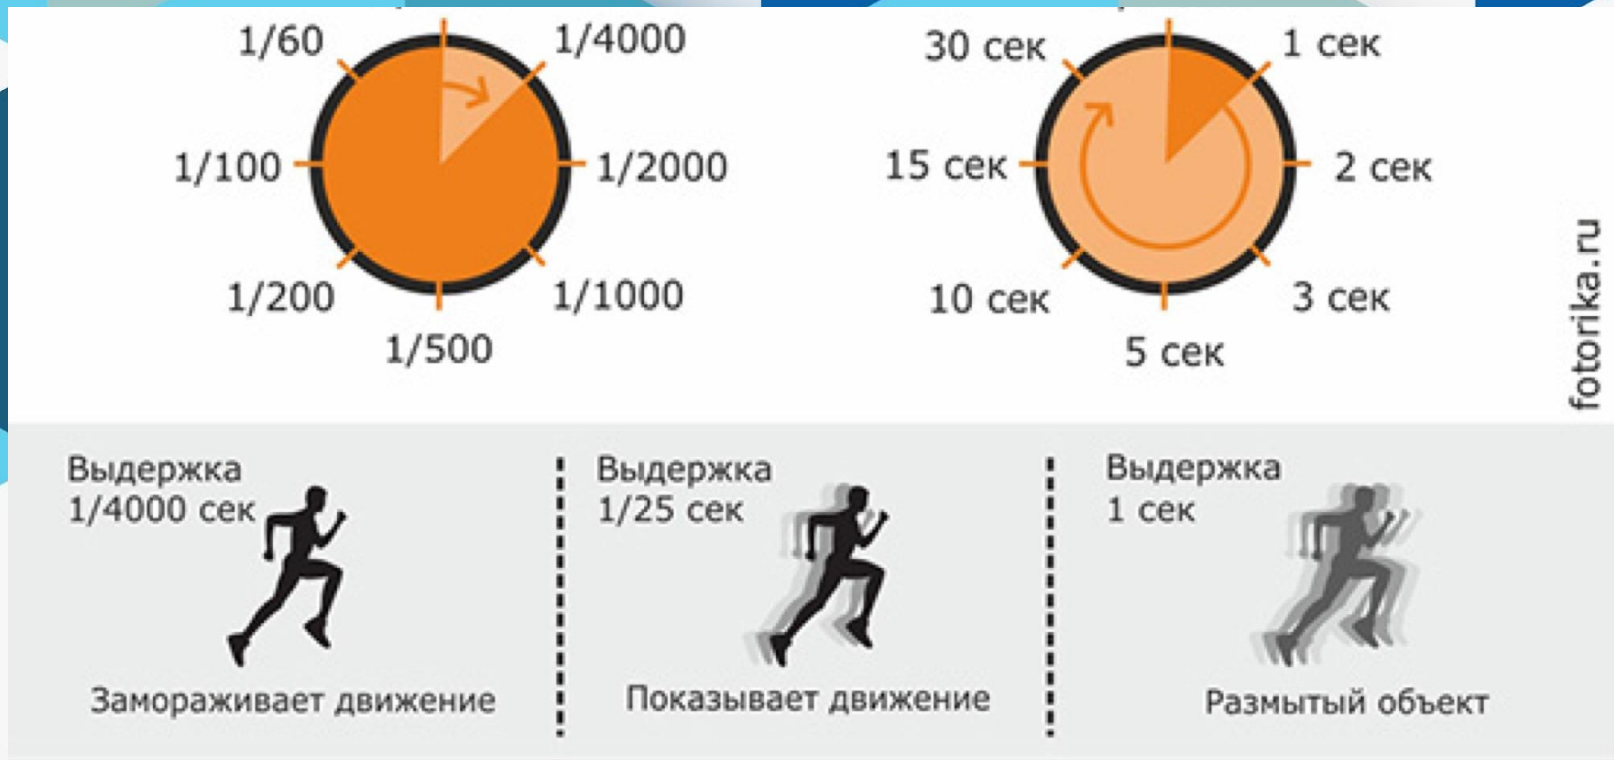 1/60
1/4000
1/100
1/2000
1/200
1/1000
1/500
30 сек
1 сек
15 сек
2 сек
10 сек
3 сек
5 сек
fotorika.ru
Выдержка
1/4000 сек
Замораживает движение
Выдержка
1/25 сек
Показывает движение
Выдержка
1 сек
Размытый объект